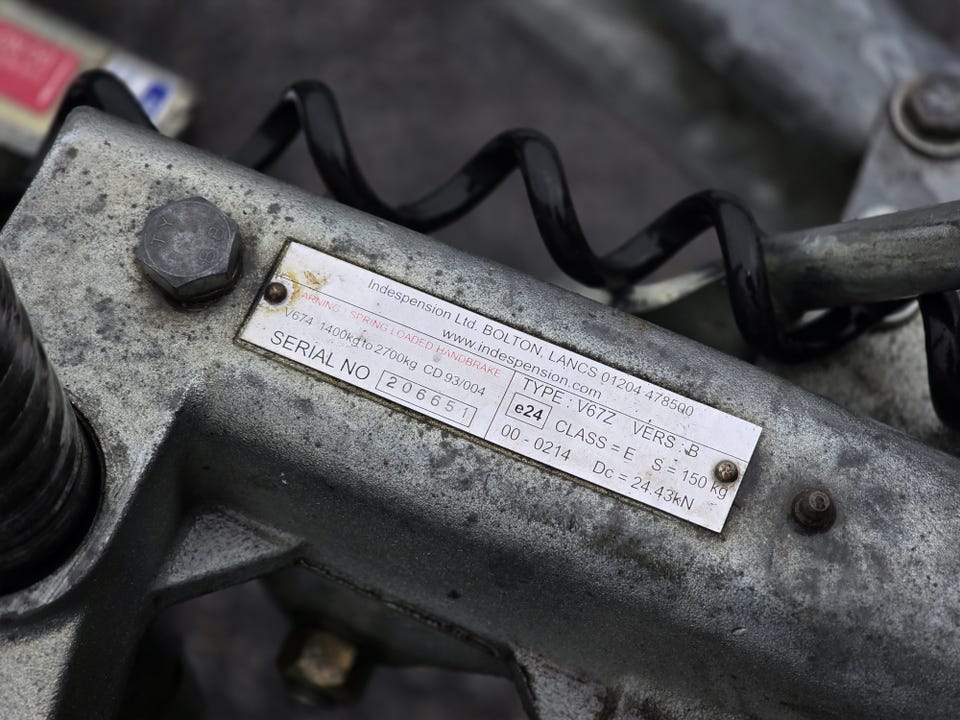 Indespension Ltd. BOLTON, LANCS 01204 478500
www.indespension.com
WARNING : SPRING LOADED HANDBRAKE
V674 1400kg to 2700kg CD 93/004
SERIAL NO 206651
TYPE : V67Z VERS : B
e24 CLASS = E S = 150 kg
00 - 0214 Dc = 24.43kN